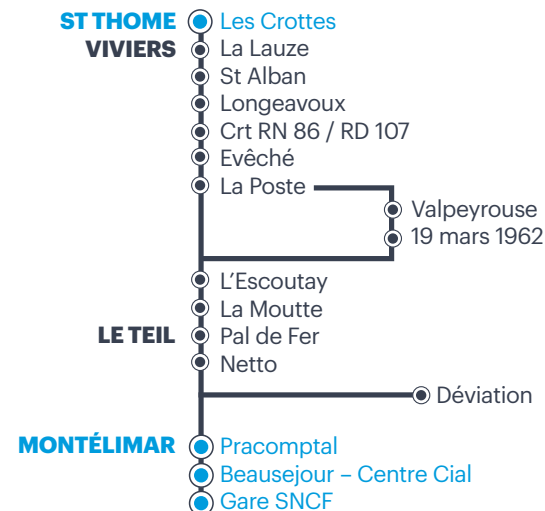 ST THOME Les Crottes
VIVIERS La Lauze
St Alban
Longeavoux
Crt RN 86 / RD 107
Evêché
La Poste
Valpeyrouse
19 mars 1962
L'Escoutay
La Moutte
LE TEIL Pal de Fer
Netto
Déviation
MONTÉLIMAR Pracomptal
Beausejour – Centre Cial
Gare SNCF